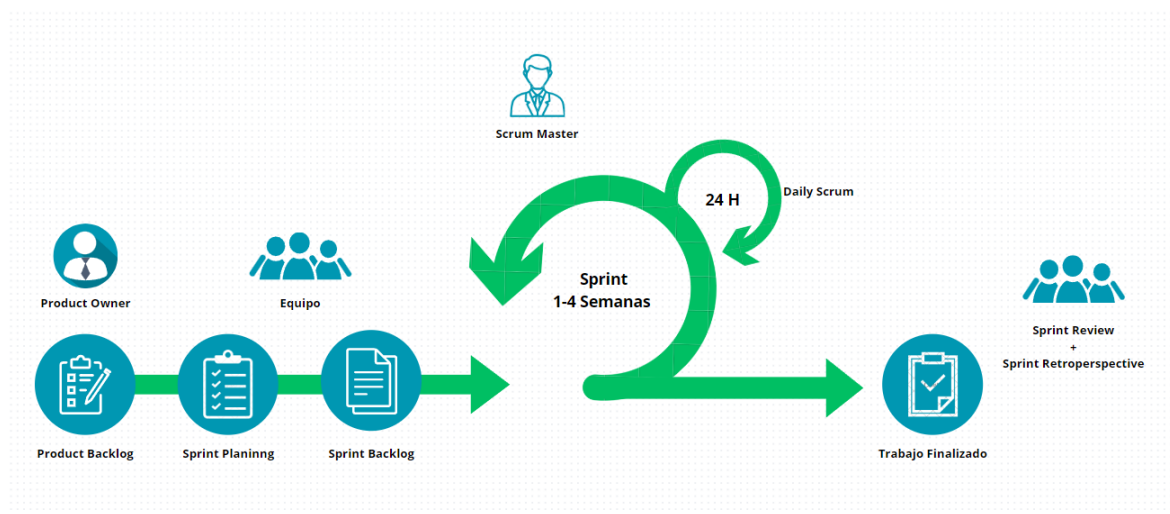 Scrum Master
24 H
Daily Scrum
Product Owner
Equipo
Sprint
1-4 Semanas
Sprint Review
+
Sprint Retroperspective
Product Backlog
Sprint Planinng
Sprint Backlog
Trabajo Finalizado